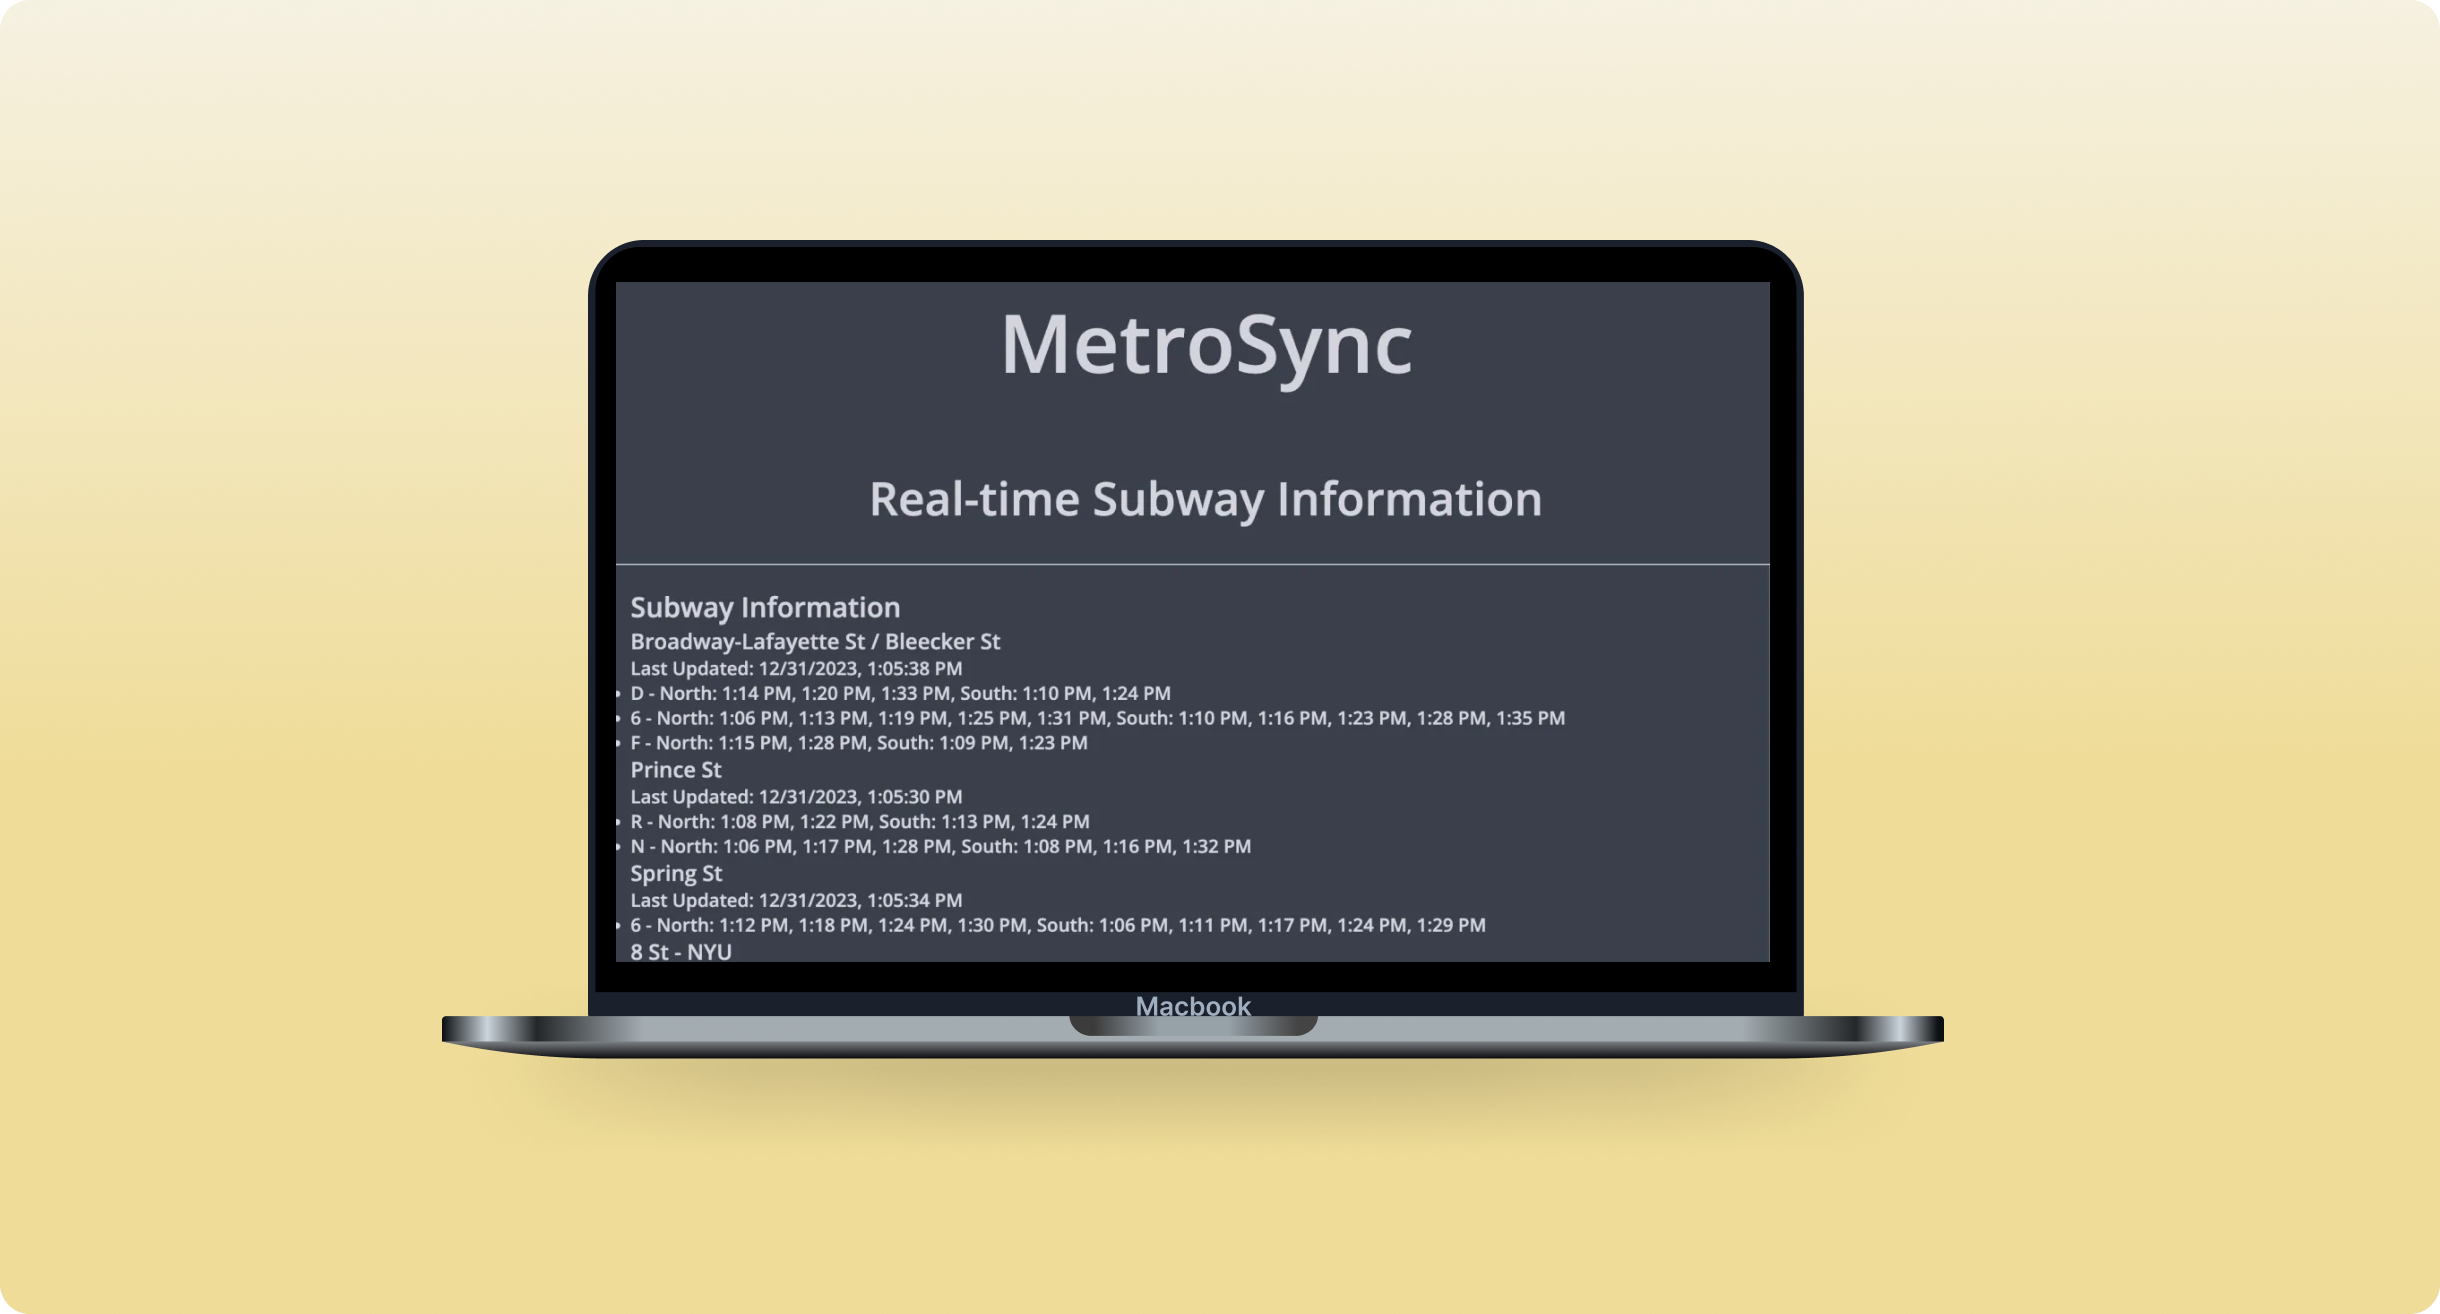 MetroSync
Real-time Subway Information
Subway Information
Broadway-Lafayette St / Bleecker St
Last Updated: 12/31/2023, 1:05:38 PM
• D - North: 1:14 PM, 1:20 PM, 1:33 PM, South: 1:10 PM, 1:24 PM
• 6 - North: 1:06 PM, 1:13 PM, 1:19 PM, 1:25 PM, 1:31 PM, South: 1:10 PM, 1:16 PM, 1:23 PM, 1:28 PM, 1:35 PM
• F - North: 1:15 PM, 1:28 PM, South: 1:09 PM, 1:23 PM
Prince St
Last Updated: 12/31/2023, 1:05:30 PM
• R - North: 1:08 PM, 1:22 PM, South: 1:13 PM, 1:24 PM
• N - North: 1:06 PM, 1:17 PM, 1:28 PM, South: 1:08 PM, 1:16 PM, 1:32 PM
Spring St
Last Updated: 12/31/2023, 1:05:34 PM
• 6 - North: 1:12 PM, 1:18 PM, 1:24 PM, 1:30 PM, South: 1:06 PM, 1:11 PM, 1:17 PM, 1:24 PM, 1:29 PM
8 St - NYU
Macbook